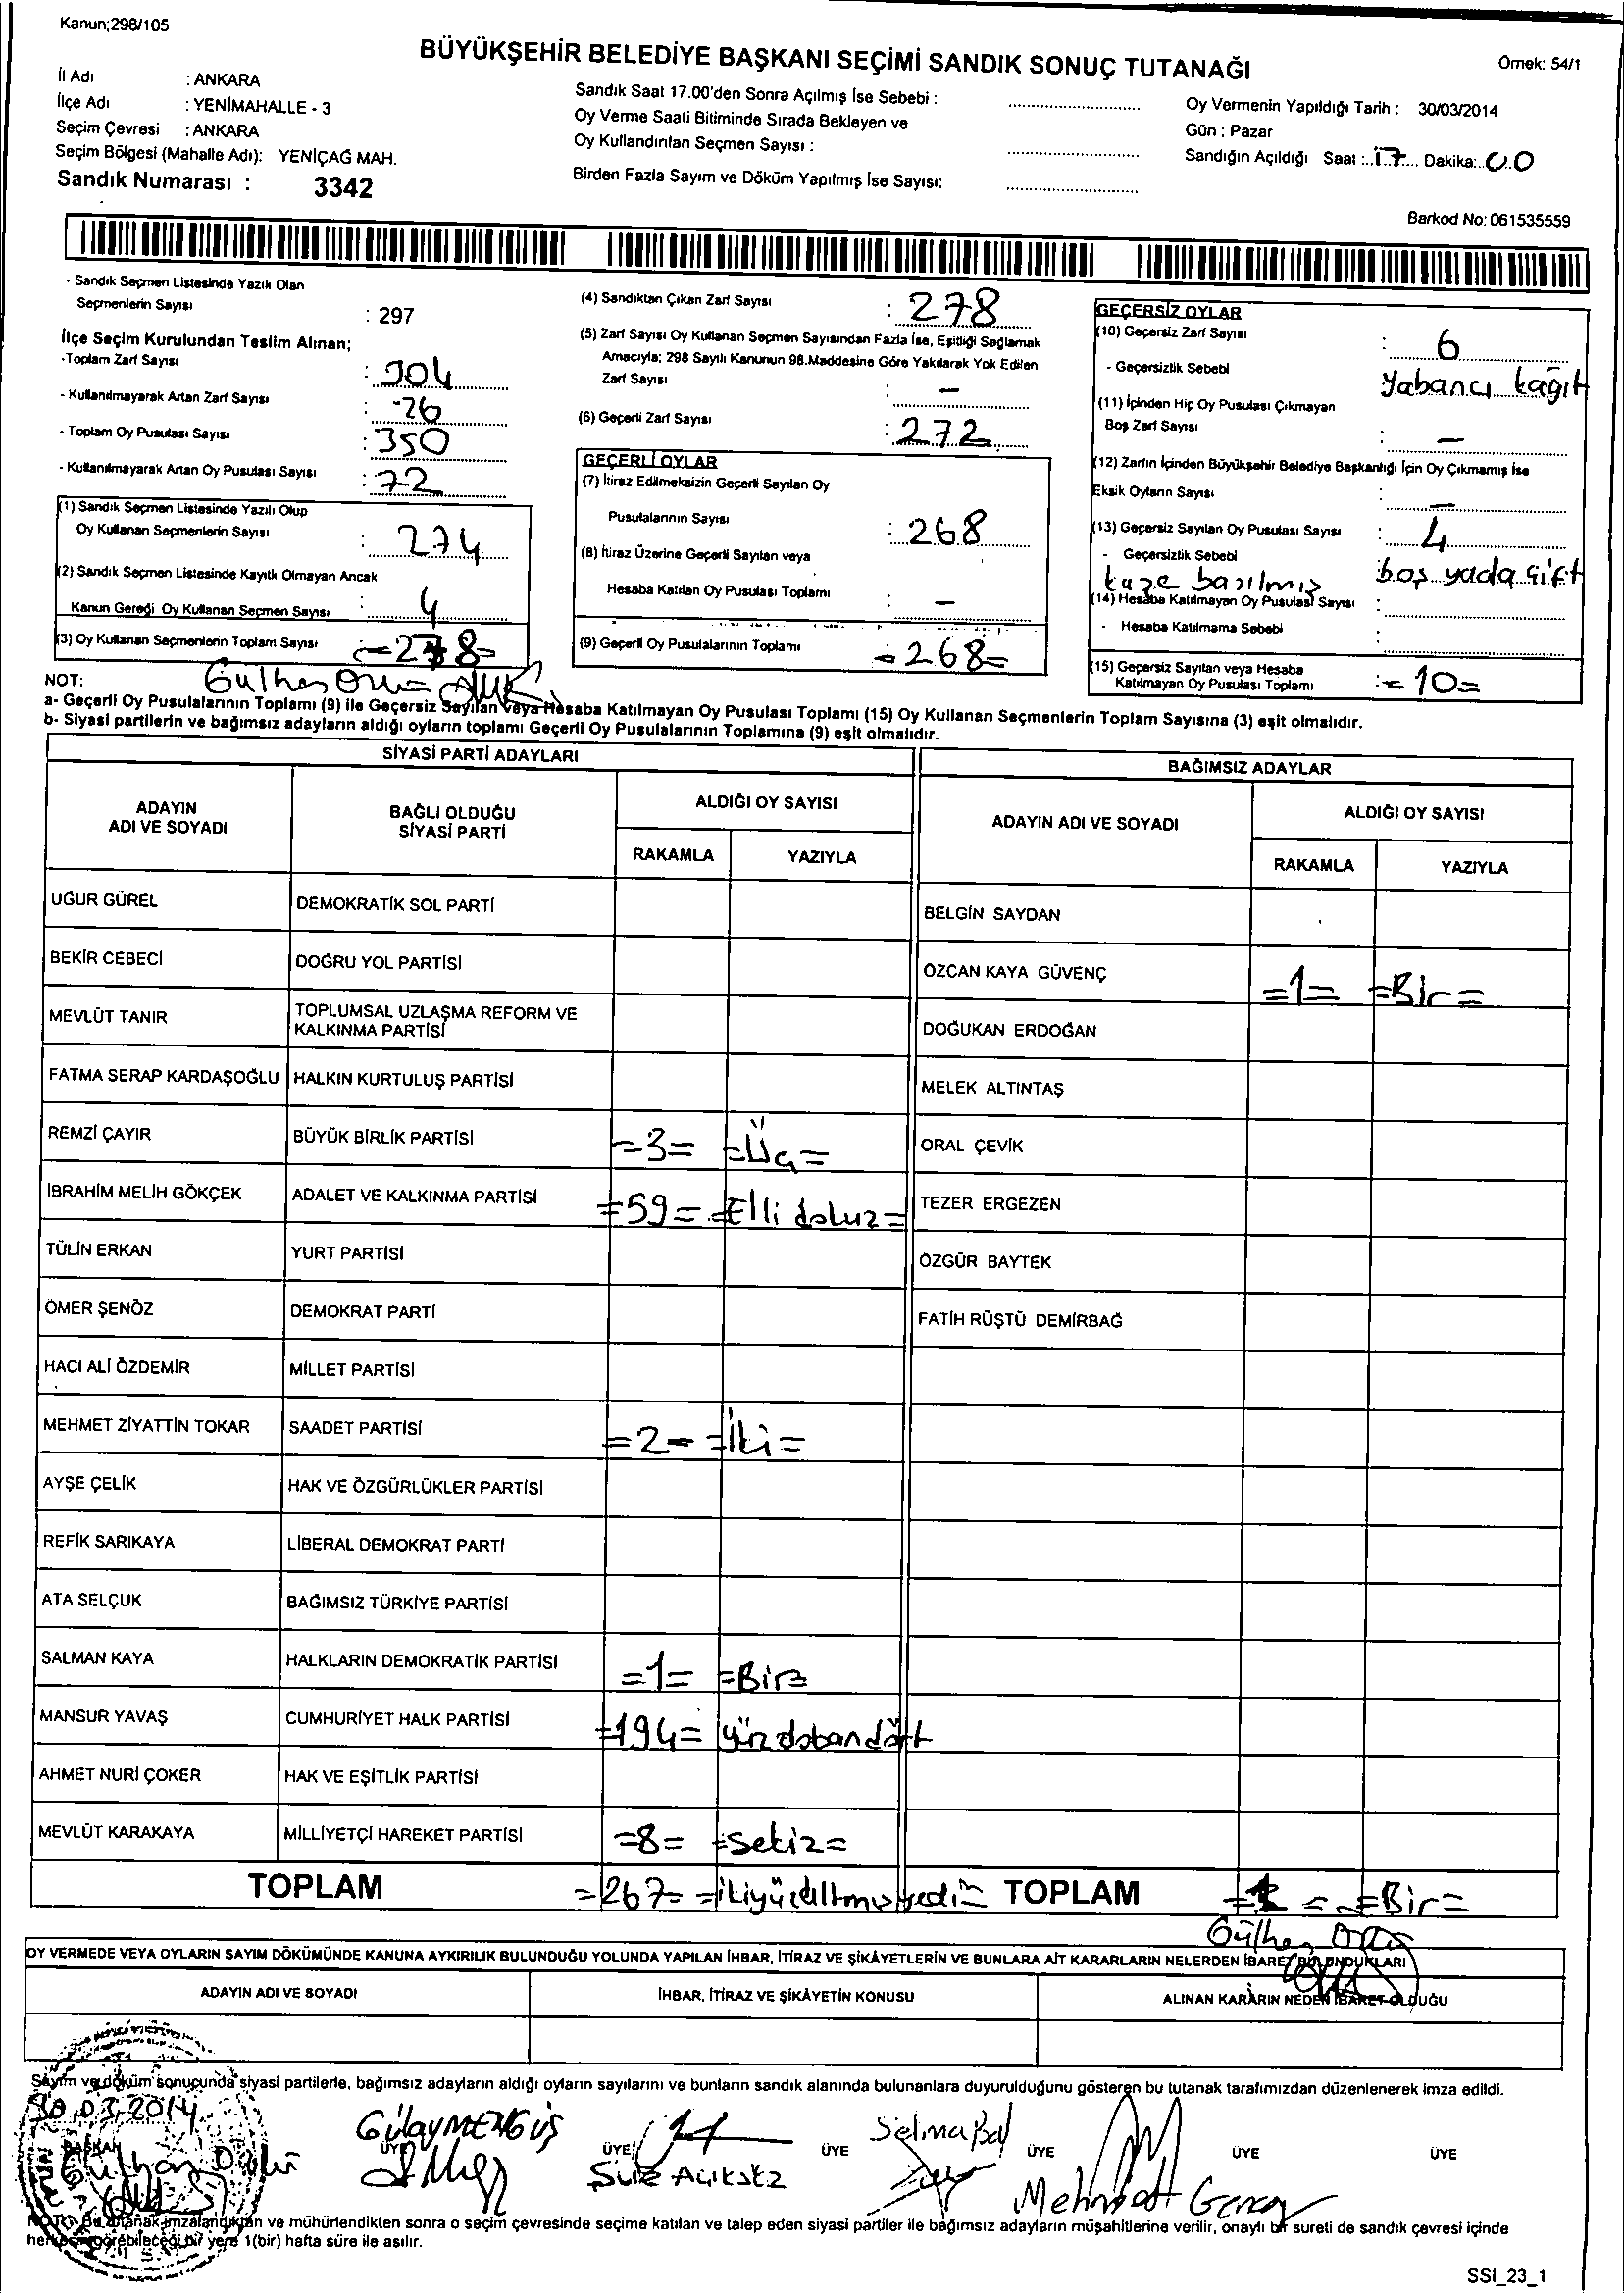 Kanun;298/105
BÜYÜKŞEHİR BELEDİYE BAŞKANI SEÇİMİ SANDIK SONUÇ TUTANAĞI
Örnek: 54/1
İl Adı : ANKARA
İlçe Adı : YENİMAHALLE - 3
Seçim Çevresi : ANKARA
Seçim Bölgesi (Mahalle Adı): YENİÇAĞ MAH.
Sandık Numarası : 3342
Sandık Saat 17.00'den Sonra Açılmış İse Sebebi :
Oy Verme Saati Bitiminde Sırada Bekleyen ve
Oy Kullandırılan Seçmen Sayısı :
Birden Fazla Sayım ve Döküm Yapılmış İse Sayısı:
Oy Vermenin Yapıldığı Tarih : 30/03/2014
Gün : Pazar
Sandığın Açıldığı Saat : 17 Dakika: 00
Barkod No: 061535559
- Sandık Seçmen Listesinde Yazılı Olan
Seçmenlerin Sayısı : 297
İlçe Seçim Kurulundan Teslim Alınan;
-Toplam Zarf Sayısı : 304
- Kullanılmayarak Artan Zarf Sayısı : 26
- Toplam Oy Pusulası Sayısı : 350
- Kullanılmayarak Artan Oy Pusulası Sayısı : 72
(1) Sandık Seçmen Listesinde Yazılı Olup
Oy Kullanan Seçmenlerin Sayısı : 274
(2) Sandık Seçmen Listesinde Kayıtlı Olmayan Ancak
Kanun Gereği Oy Kullanan Seçmen Sayısı : 4
(3) Oy Kullanan Seçmenlerin Toplam Sayısı =278=
(4) Sandıktan Çıkan Zarf Sayısı : 278
(5) Zarf Sayısı Oy Kullanan Seçmen Sayısından Fazla İse, Eşitliği Sağlamak
Amacıyla; 298 Sayılı Kanunun 98.Maddesine Göre Yakılarak Yok Edilen
Zarf Sayısı : -
(6) Geçerli Zarf Sayısı : 272
GEÇERLİ OYLAR
(7) İtiraz Edilmeksizin Geçerli Sayılan Oy
Pusulalarının Sayısı : 268
(8) İtiraz Üzerine Geçerli Sayılan veya
Hesaba Katılan Oy Pusulası Toplamı : -
(9) Geçerli Oy Pusulalarının Toplamı =268=
GEÇERSİZ OYLAR
(10) Geçersiz Zarf Sayısı : 6
- Geçersizlik Sebebi Yabancı kağıt
(11) İçinden Hiç Oy Pusulası Çıkmayan
Boş Zarf Sayısı : -
(12) Zarfın İçinden Büyükşehir Belediye Başkanlığı İçin Oy Çıkmamış İse
Eksik Oyların Sayısı : -
(13) Geçersiz Sayılan Oy Pusulası Sayısı : 4
- Geçersizlik Sebebi boş yada çift
kaşe basılmış
(14) Hesaba Katılmayan Oy Pusulası Sayısı :
- Hesaba Katılmama Sebebi :
(15) Geçersiz Sayılan veya Hesaba
Katılmayan Oy Pusulası Toplamı := 10=
NOT:
a- Geçerli Oy Pusulalarının Toplamı (9) ile Geçersiz Sayılan veya Hesaba Katılmayan Oy Pusulası Toplamı (15) Oy Kullanan Seçmenlerin Toplam Sayısına (3) eşit olmalıdır.
b- Siyasi partilerin ve bağımsız adayların aldığı oyların toplamı Geçerli Oy Pusulalarının Toplamına (9) eşit olmalıdır.
SİYASİ PARTİ ADAYLARI
ADAYIN ADI VE SOYADI BAĞLI OLDUĞU SİYASİ PARTİ ALDIĞI OY SAYISI
RAKAMLA YAZIYLA
UĞUR GÜREL DEMOKRATİK SOL PARTİ
BEKİR CEBECİ DOĞRU YOL PARTİSİ
MEVLÜT TANIR TOPLUMSAL UZLAŞMA REFORM VE KALKINMA PARTİSİ
FATMA SERAP KARDAŞOĞLU HALKIN KURTULUŞ PARTİSİ
REMZİ ÇAYIR BÜYÜK BİRLİK PARTİSİ =3= =Üç=
İBRAHİM MELİH GÖKÇEK ADALET VE KALKINMA PARTİSİ =59= =Elli dokuz=
TÜLİN ERKAN YURT PARTİSİ
ÖMER ŞENÖZ DEMOKRAT PARTİ
HACI ALİ ÖZDEMİR MİLLET PARTİSİ
MEHMET ZİYATTİN TOKAR SAADET PARTİSİ =2= =İki=
AYŞE ÇELİK HAK VE ÖZGÜRLÜKLER PARTİSİ
REFİK SARIKAYA LİBERAL DEMOKRAT PARTİ
ATA SELÇUK BAĞIMSIZ TÜRKİYE PARTİSİ
SALMAN KAYA HALKLARIN DEMOKRATİK PARTİSİ =1= =Bir=
MANSUR YAVAŞ CUMHURİYET HALK PARTİSİ =194= yüzdoksandört
AHMET NURİ ÇOKER HAK VE EŞİTLİK PARTİSİ
MEVLÜT KARAKAYA MİLLİYETÇİ HAREKET PARTİSİ =8= =Sekiz=
TOPLAM =267= =ikiyüzaltmışyedi=
BAĞIMSIZ ADAYLAR
ADAYIN ADI VE SOYADI ALDIĞI OY SAYISI
RAKAMLA YAZIYLA
BELGİN SAYDAN
ÖZCAN KAYA GÜVENÇ =1= =Bir=
DOĞUKAN ERDOĞAN
MELEK ALTINTAŞ
ORAL ÇEVİK
TEZER ERGEZEN
ÖZGÜR BAYTEK
FATİH RÜŞTÜ DEMİRBAĞ
TOPLAM =1= =Bir=
OY VERMEDE VEYA OYLARIN SAYIM DÖKÜMÜNDE KANUNA AYKIRILIK BULUNDUĞU YOLUNDA YAPILAN İHBAR, İTİRAZ VE ŞİKÂYETLERİN VE BUNLARA AİT KARARLARIN NELERDEN İBARET BULUNDUKLARI
ADAYIN ADI VE SOYADI İHBAR, İTİRAZ VE ŞİKÂYETİN KONUSU ALINAN KARARIN NEDEN İBARET OLDUĞU
Sayım ve döküm sonucunda siyasi partilerle, bağımsız adayların aldığı oyların sayılarını ve bunların sandık alanında bulunanlara duyurulduğunu gösteren bu tutanak tarafımızdan düzenlenerek imza edildi.
30.03.2014
BAŞKAN ÜYE ÜYE ÜYE ÜYE ÜYE ÜYE
Gülay MENGÜŞ
Selma Bal
Şule Açıksöz
NOT: Bu tutanak imzalandıktan ve mühürlendikten sonra o seçim çevresinde seçime katılan ve talep eden siyasi partiler ile bağımsız adayların müşahitlerine verilir, onaylı bir sureti de sandık çevresi içinde
herkesin görebileceği bir yere 1(bir) hafta süre ile asılır.
SSI_23_1